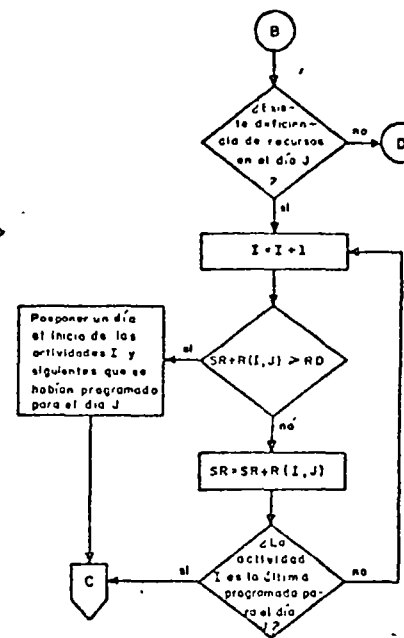 B
¿Exis-
te deficien-
cia de recursos
en el día J
?
no
D
si
I = I + 1
Posponer un día
el inicio de las
actividades I y
siguientes que se
habían programado
para el día J
si
SR+R(I,J) > RD
no
SR=SR+R(I,J)
C
si
¿La
actividad
I es la última
programada pa-
ra el día
J?
no